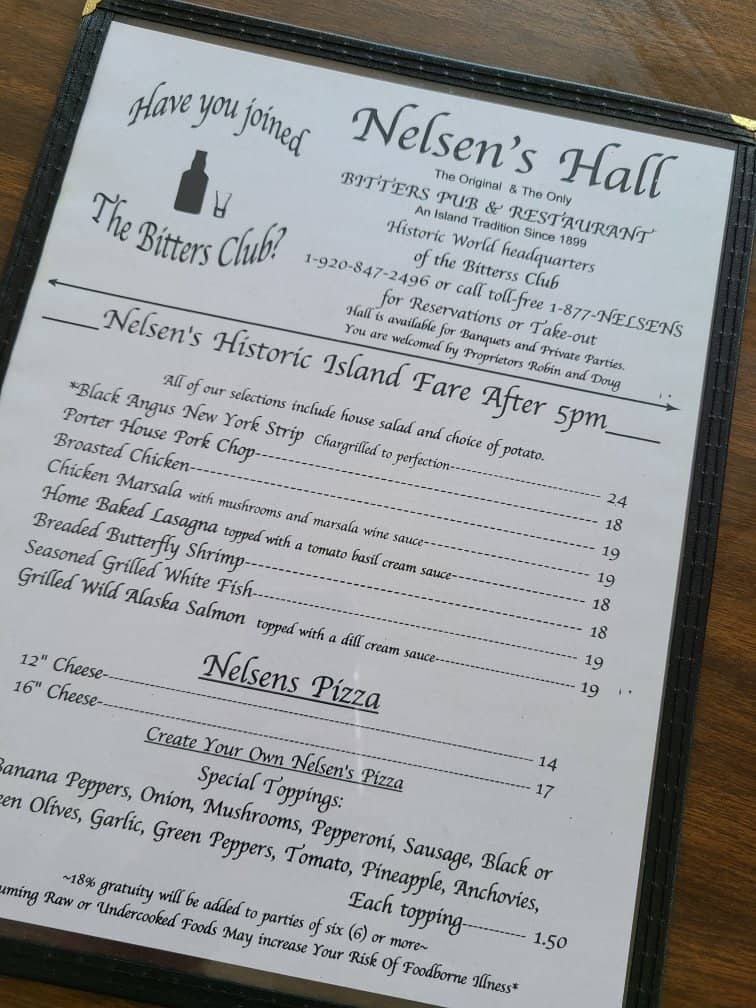 Have you joined
The Bitters Club?
Nelsen's Hall
The Original & The Only
BITTERS PUB & RESTAURANT
An Island Tradition Since 1899
Historic World headquarters
of the Bitterss Club
1-920-847-2496 or call toll-free 1-877-NELSENS
for Reservations or Take-out
Hall is available for Banquets and Private Parties.
You are welcomed by Proprietors Robin and Doug
Nelsen's Historic Island Fare After 5pm
All of our selections include house salad and choice of potato.
*Black Angus New York Strip Chargrilled to perfection 24
Porter House Pork Chop 18
Broasted Chicken 19
Chicken Marsala with mushrooms and marsala wine sauce 19
Home Baked Lasagna topped with a tomato basil cream sauce 18
Breaded Butterfly Shrimp 18
Seasoned Grilled White Fish 19
Grilled Wild Alaska Salmon topped with a dill cream sauce 19
Nelsens Pizza
12" Cheese 14
16" Cheese 17
Create Your Own Nelsen's Pizza
Special Toppings:
Banana Peppers, Onion, Mushrooms, Pepperoni, Sausage, Black or
Olives, Garlic, Green Peppers, Tomato, Pineapple, Anchovies,
Each topping 1.50
~18% gratuity will be added to parties of six (6) or more~
Raw or Undercooked Foods May increase Your Risk Of Foodborne Illness*